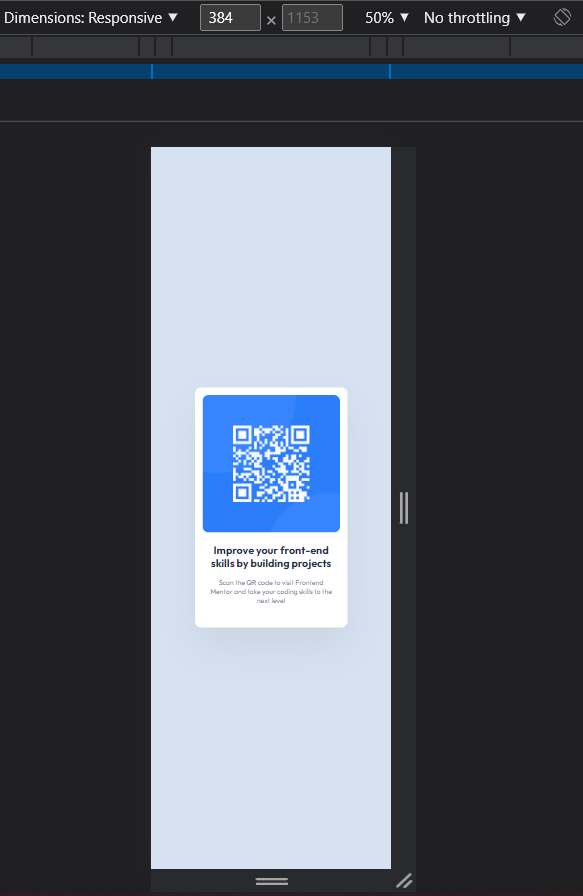 Dimensions: Responsive ▼ 384 × 1153 50% ▼ No throttling ▼
Improve your front-end
skills by building projects
Scan the QR code to visit Frontend
Mentor and take your coding skills to the
next level